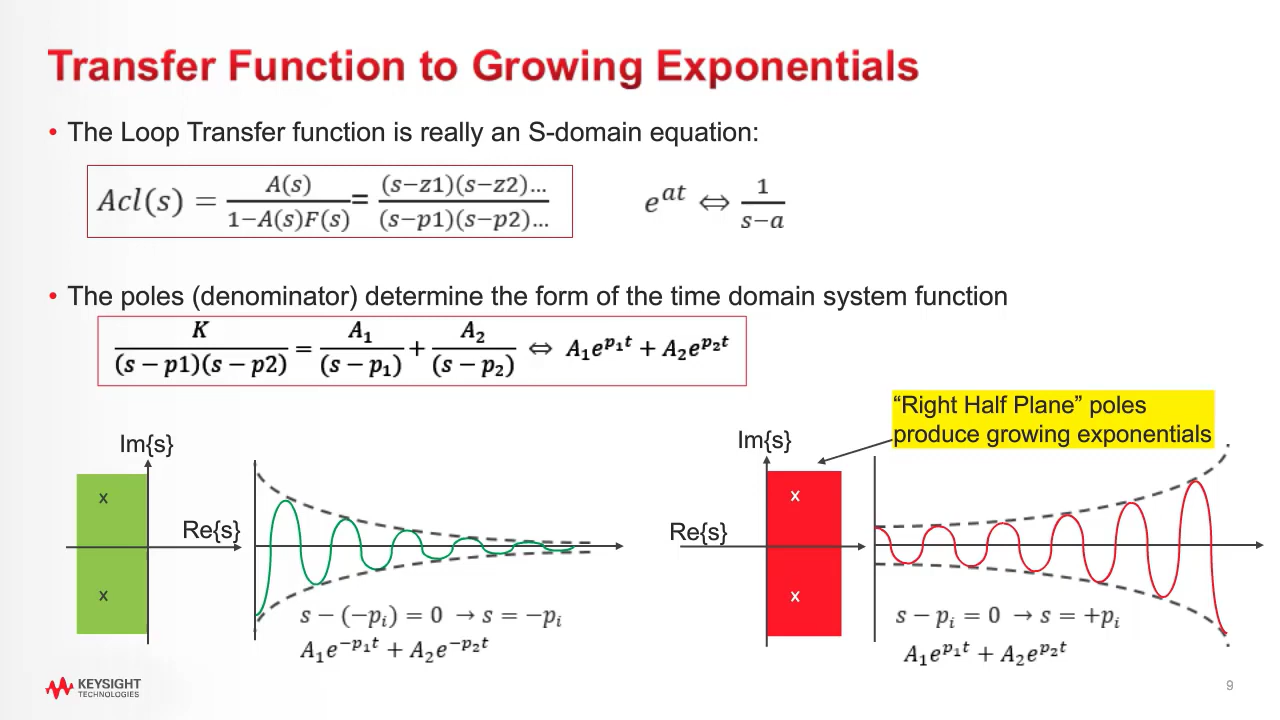 Transfer Function to Growing Exponentials
• The Loop Transfer function is really an S-domain equation:
Acl(s) = A(s) / 1−A(s)F(s) = (s−z1)(s−z2)... / (s−p1)(s−p2)...
e^{at} ⇔ 1 / s−a
• The poles (denominator) determine the form of the time domain system function
K / (s − p1)(s − p2) = A₁ / (s − p₁) + A₂ / (s − p₂) ⇔ A₁e^{p₁t} + A₂e^{p₂t}
“Right Half Plane” poles
produce growing exponentials
Im{s}
x
Re{s}
x
s − (−pᵢ) = 0 → s = −pᵢ
A₁e^{−p₁t} + A₂e^{−p₂t}
Im{s}
x
Re{s}
x
s − pᵢ = 0 → s = +pᵢ
A₁e^{p₁t} + A₂e^{p₂t}
KEYSIGHT
TECHNOLOGIES
9